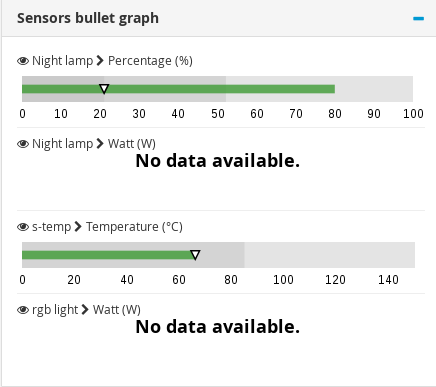 Sensors bullet graph
Night lamp > Percentage (%)
0 10 20 30 40 50 60 70 80 90 100
Night lamp > Watt (W)
No data available.
s-temp > Temperature (°C)
0 20 40 60 80 100 120 140
rgb light > Watt (W)
No data available.